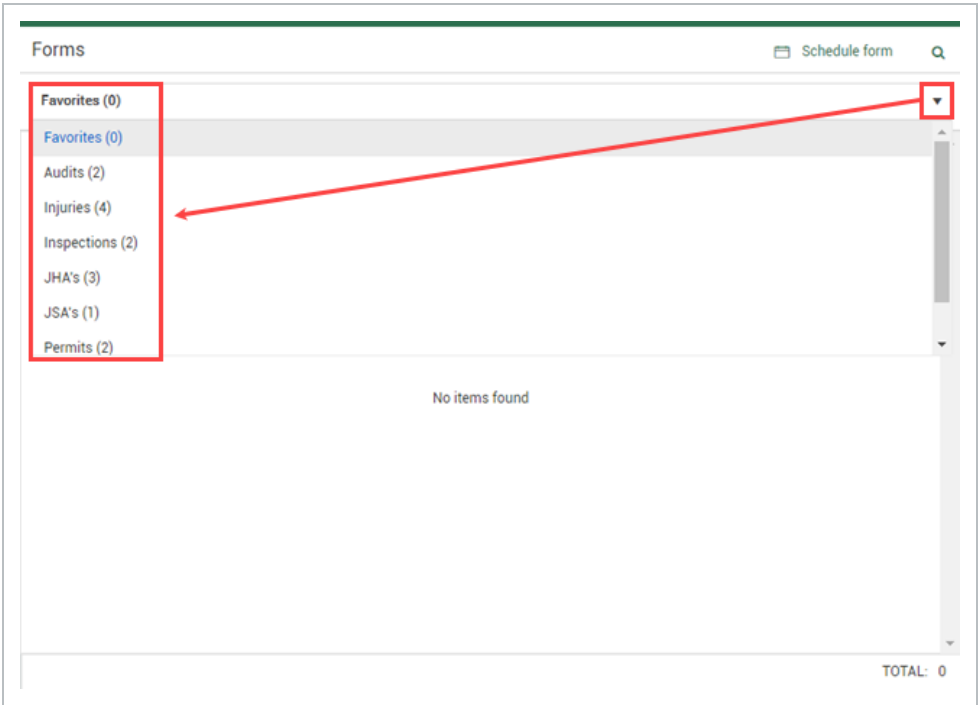 Forms
Schedule form
Favorites (0)
Favorites (0)
Audits (2)
Injuries (4)
Inspections (2)
JHA's (3)
JSA's (1)
Permits (2)
No items found
TOTAL: 0